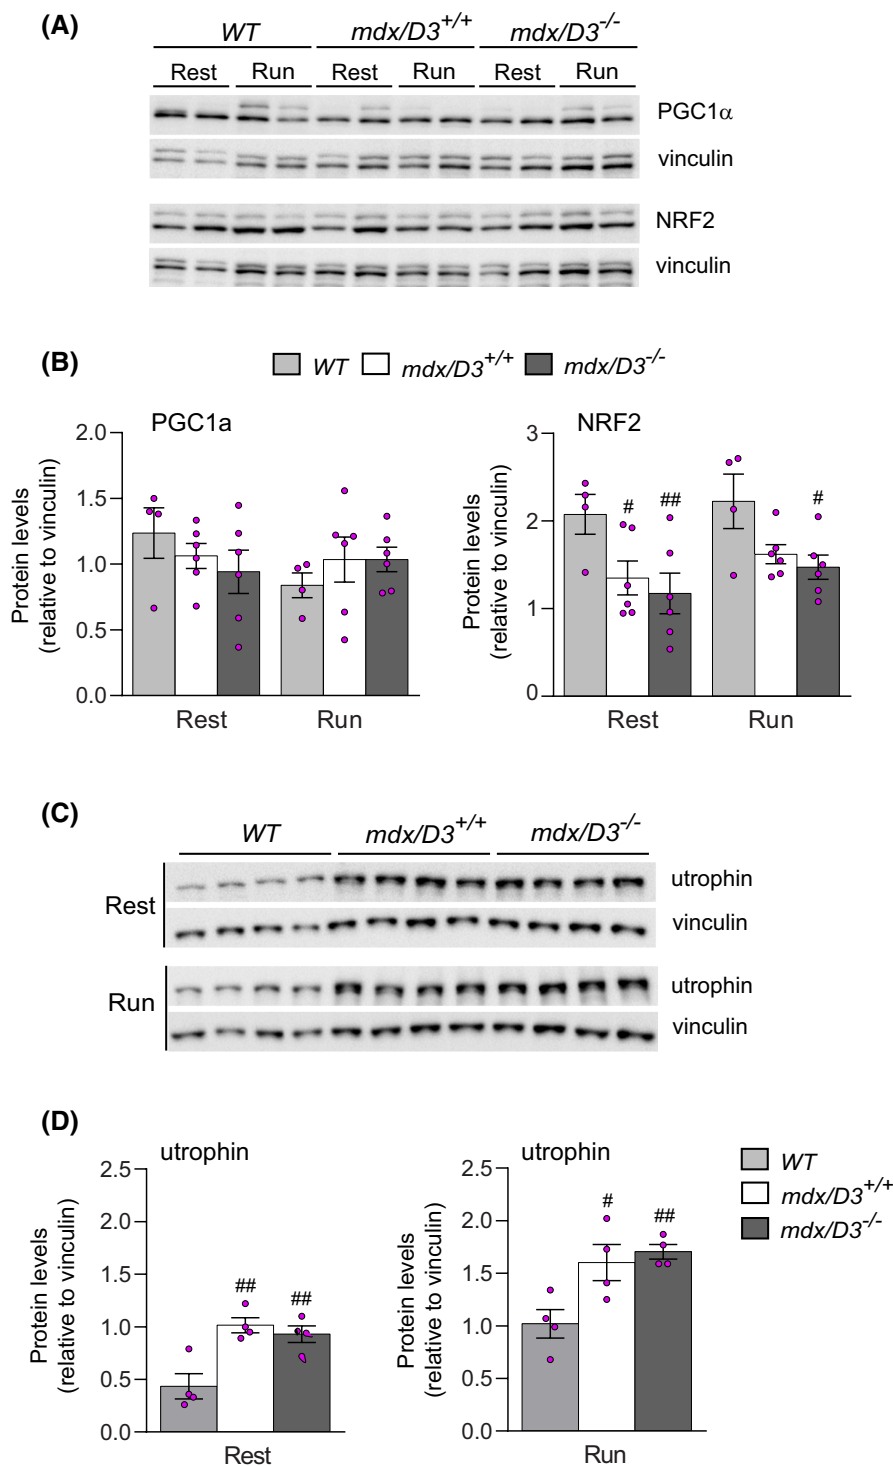 (A)
WT mdx/D3+/+ mdx/D3-/-
Rest Run Rest Run Rest Run
PGC1α
vinculin
NRF2
vinculin
(B)
WT mdx/D3+/+ mdx/D3-/-
PGC1a
Protein levels
(relative to vinculin)
2.0
1.5
1.0
0.5
0.0
Rest Run
NRF2
Protein levels
(relative to vinculin)
3
2
1
0
# ## #
Rest Run
(C)
WT mdx/D3+/+ mdx/D3-/-
Rest
utrophin
vinculin
Run
utrophin
vinculin
(D)
utrophin
Protein levels
(relative to vinculin)
2.5
2.0
1.5
1.0
0.5
0.0
## ##
Rest
utrophin
Protein levels
(relative to vinculin)
2.5
2.0
1.5
1.0
0.5
0.0
# ##
Run
WT
mdx/D3+/+
mdx/D3-/-